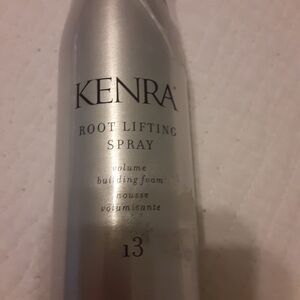 KENRA
ROOT LIFTING
SPRAY
volume
building foam
mousse
volumisante
13